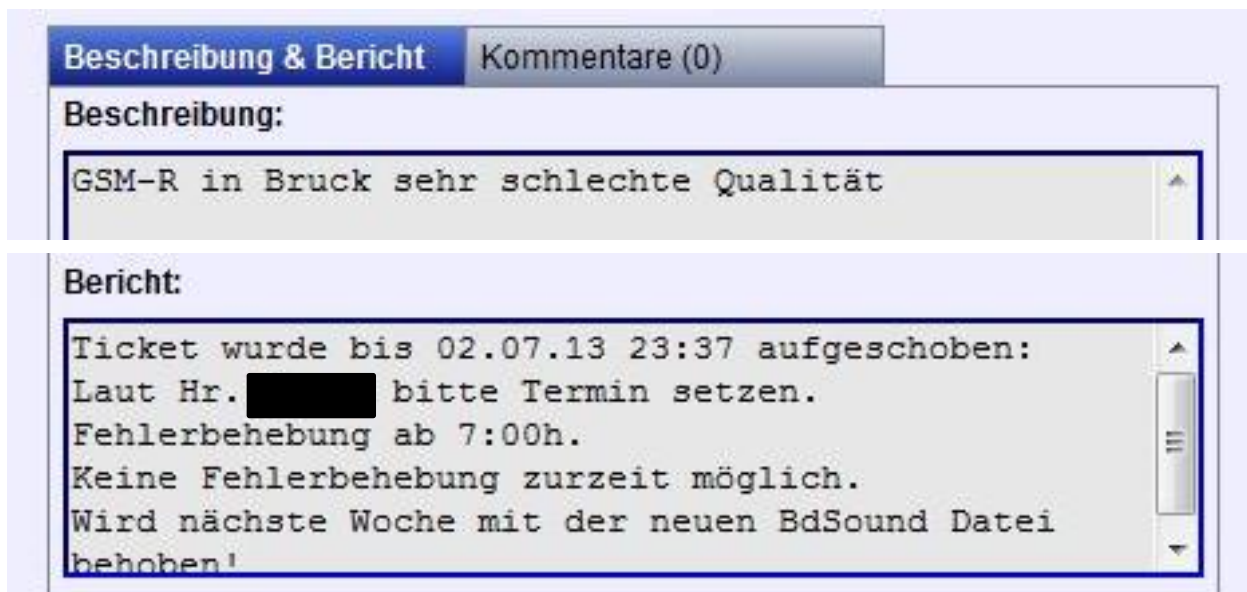 Beschreibung & Bericht Kommentare (0)
Beschreibung:
GSM-R in Bruck sehr schlechte Qualität
Bericht:
Ticket wurde bis 02.07.13 23:37 aufgeschoben:
Laut Hr. bitte Termin setzen.
Fehlerbehebung ab 7:00h.
Keine Fehlerbehebung zurzeit möglich.
Wird nächste Woche mit der neuen BdSound Datei
behoben!